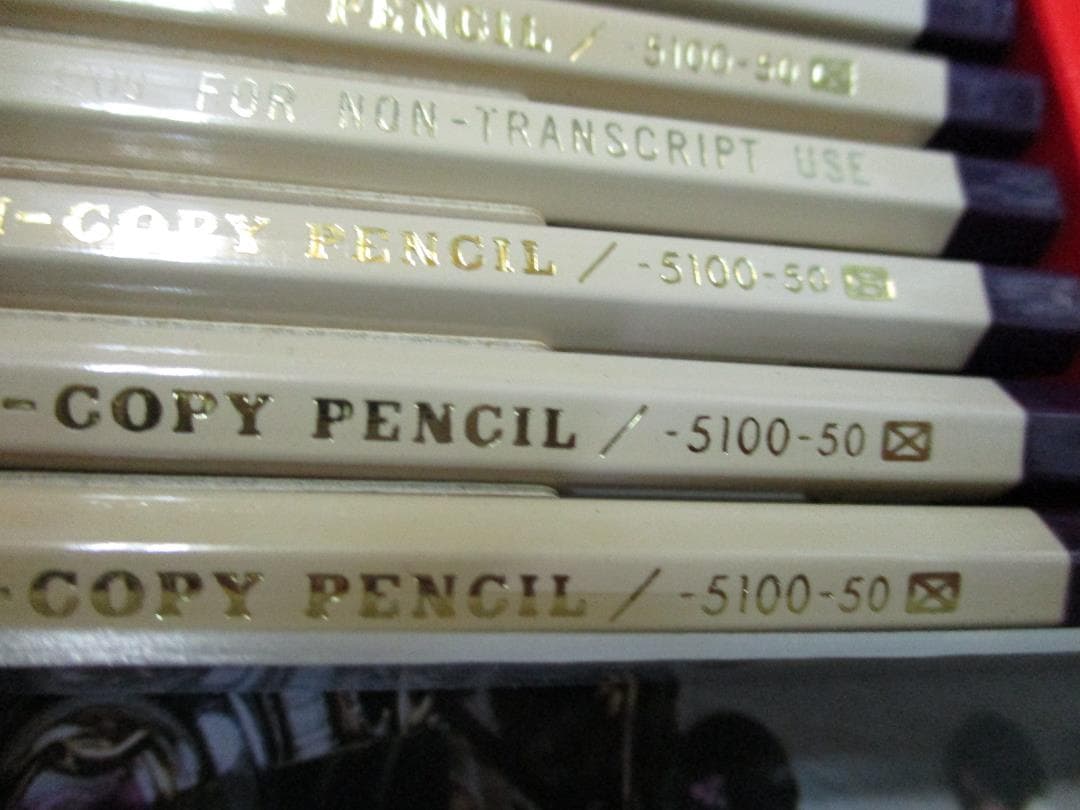 PENCIL / -5100-50
FOR NON-TRANSCRIPT USE
-COPY PENCIL / -5100-50
-COPY PENCIL / -5100-50
-COPY PENCIL / -5100-50